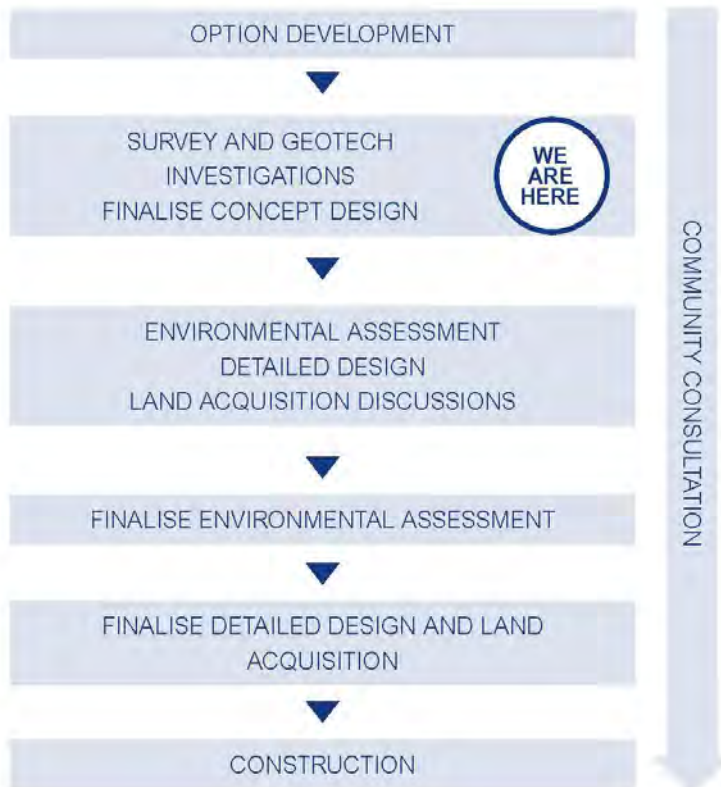 OPTION DEVELOPMENT
SURVEY AND GEOTECH
INVESTIGATIONS
FINALISE CONCEPT DESIGN
WE
ARE
HERE
ENVIRONMENTAL ASSESSMENT
DETAILED DESIGN
LAND ACQUISITION DISCUSSIONS
FINALISE ENVIRONMENTAL ASSESSMENT
FINALISE DETAILED DESIGN AND LAND
ACQUISITION
CONSTRUCTION
COMMUNITY CONSULTATION